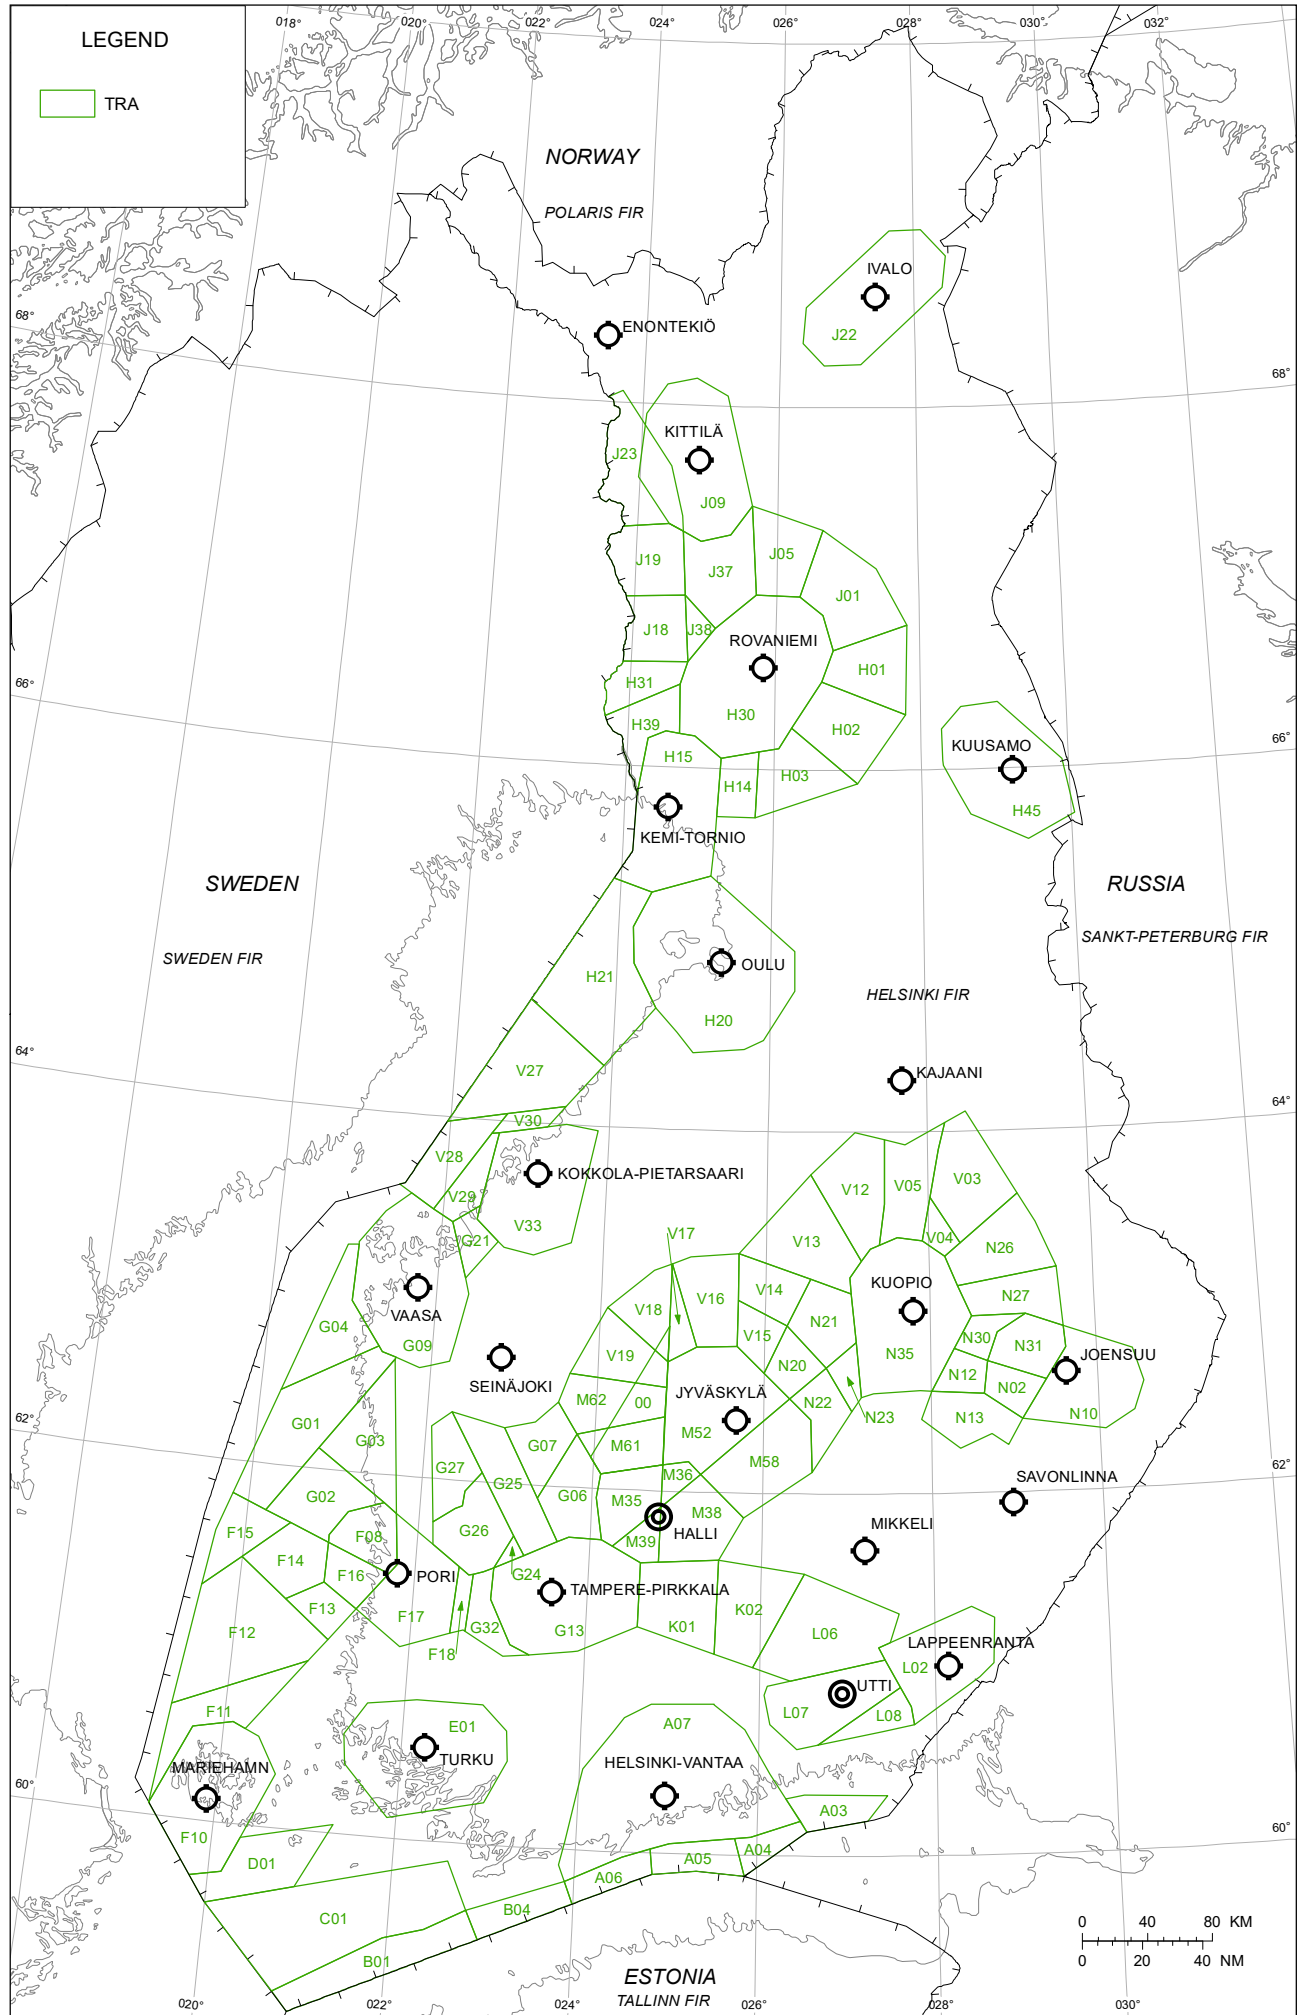 018°
020°
022°
024°
026°
028°
030°
032°
LEGEND
TRA
NORWAY
POLARIS FIR
IVALO
J22
ENONTEKIÖ
68°
68°
KITTILÄ
J23
J09
J19
J37
J05
J01
J18
J38
ROVANIEMI
H31
H01
H30
H39
H02
66°
66°
H15
H14
H03
KUUSAMO
H45
KEMI-TORNIO
SWEDEN
RUSSIA
SWEDEN FIR
SANKT-PETERBURG FIR
OULU
H21
H20
HELSINKI FIR
64°
64°
V27
KAJAANI
V30
V28
KOKKOLA-PIETARSAARI
V29
V33
G21
V12
V05
V03
V17
V13
V04
N26
VAASA
G04
G09
V18
V16
V14
KUOPIO
N27
V15
N21
N30
N31
JOENSUU
SEINÄJOKI
V19
N20
N35
N12
N02
M62
00
JYVÄSKYLÄ
N22
N23
N13
N10
62°
62°
G01
G03
G07
M61
M52
M58
G27
G25
M36
SAVONLINNA
G02
G06
M35
M38
F15
F08
G26
HALLI
MIKKELI
F14
F16
M39
PORI
G24
TAMPERE-PIRKKALA
F13
F17
G32
G13
K01
K02
F12
F18
L06
LAPPEENRANTA
L02
UTTI
F11
L07
L08
E01
A07
TURKU
MARIEHAMN
HELSINKI-VANTAA
60°
60°
A03
F10
D01
A04
A05
A06
C01
B04
B01
0 40 80 KM
0 20 40 NM
ESTONIA
TALLINN FIR
020°
022°
024°
026°
028°
030°